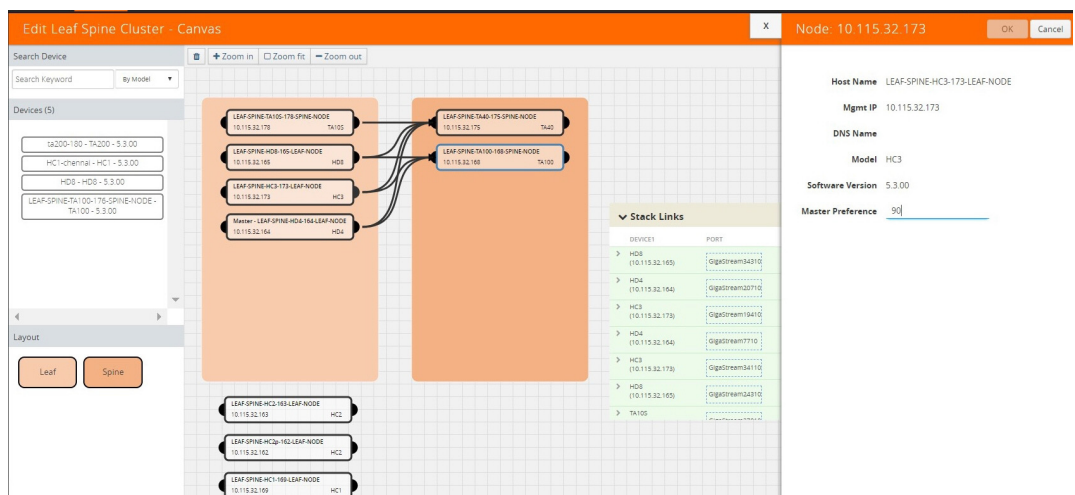 Edit Leaf Spine Cluster - Canvas
X
Node: 10.115.32.173
OK
Cancel
Search Device
Search Keyword
By Model
Devices (5)
ta200-180 - TA200 - 5.3.00
HC1-chennai - HC1 - 5.3.00
HD8 - HD8 - 5.3.00
LEAF-SPINE-TA100-176-SPINE-NODE -
TA100 - 5.3.00
Layout
Leaf
Spine
Zoom in
Zoom fit
Zoom out
LEAF-SPINE-TA10S-178-SPINE-NODE
10.115.32.178 TA10S
LEAF-SPINE-HD8-165-LEAF-NODE
10.115.32.165 HD8
LEAF-SPINE-HC3-173-LEAF-NODE
10.115.32.173 HC3
Master - LEAF-SPINE-HD4-164-LEAF-NODE
10.115.32.164 HD4
LEAF-SPINE-TA40-175-SPINE-NODE
10.115.32.175 TA40
LEAF-SPINE-TA100-168-SPINE-NODE
10.115.32.168 TA100
LEAF-SPINE-HC2-163-LEAF-NODE
10.115.32.163 HC2
LEAF-SPINE-HC2p-162-LEAF-NODE
10.115.32.162 HC2
LEAF-SPINE-HC1-169-LEAF-NODE
10.115.32.169 HC1
Stack Links
DEVICE1 PORT
HD8
(10.115.32.165) GigaStream34310
HD4
(10.115.32.164) GigaStream20710
HC3
(10.115.32.173) GigaStream19410
HD4
(10.115.32.164) GigaStream7710
HC3
(10.115.32.173) GigaStream34110
HD8
(10.115.32.165) GigaStream24310
TA10S
Host Name LEAF-SPINE-HC3-173-LEAF-NODE
Mgmt IP 10.115.32.173
DNS Name
Model HC3
Software Version 5.3.00
Master Preference 90